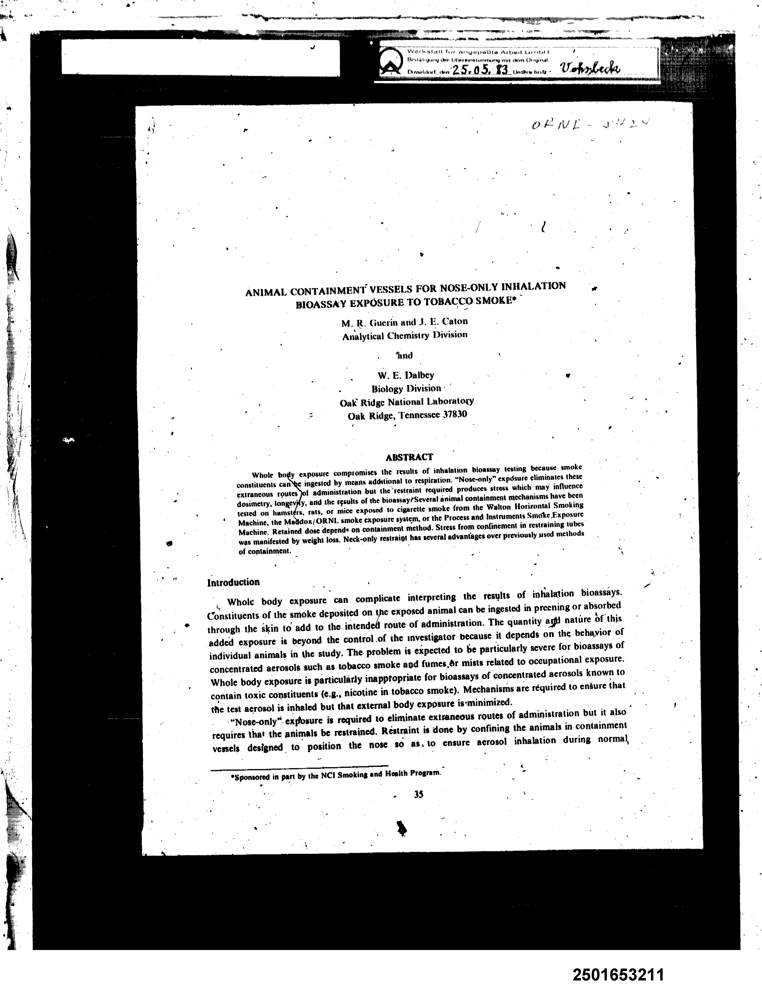 Werkstatt für angepaßte Arbeit GmbH
Bestätigung der Übereinstimmung mit dem Original
Düsseldorf, den 25.05.83
ANIMAL CONTAINMENT VESSELS FOR NOSE-ONLY INHALATION
BIOASSAY EXPOSURE TO TOBACCO SMOKE*
M. R. Guerin and J. E. Caton
Analytical Chemistry Division
and
W. E. Dalbey
Biology Division
Oak Ridge National Laboratory
Oak Ridge, Tennessee 37830
ABSTRACT
Whole body exposure compromises the results of inhalation bioassay testing because smoke
constituents can be ingested by means additional to respiration. "Nose-only" exposure eliminates these
extraneous routes of administration but the restraint required produces stress which may influence
dosimetry, longevity, and the results of the bioassay/Several animal containment mechanisms have been
tested on hamsters, rats, or mice exposed to cigarette smoke from the Walton Horizontal Smoking
Machine, the Maddox/ORNL smoke exposure system, or the Process and Instruments Smoke Exposure
Machine. Retained dose depends on containment method. Stress from confinement in restraining tubes
was manifested by weight loss. Neck-only restraint has several advantages over previously used methods
of containment.
Introduction
Whole body exposure can complicate interpreting the results of inhalation bioassays.
Constituents of the smoke deposited on the exposed animal can be ingested in preening or absorbed
through the skin to add to the intended route of administration. The quantity and nature of this
added exposure is beyond the control of the investigator because it depends on the behavior of
individual animals in the study. The problem is expected to be particularly severe for bioassays of
concentrated aerosols such as tobacco smoke and fumes or mists related to occupational exposure.
Whole body exposure is particularly inappropriate for bioassays of concentrated aerosols known to
contain toxic constituents (e.g., nicotine in tobacco smoke). Mechanisms are required to ensure that
the test aerosol is inhaled but that external body exposure is minimized.
"Nose-only" exposure is required to eliminate extraneous routes of administration but it also
requires that the animals be restrained. Restraint is done by confining the animals in containment
vessels designed to position the nose so as to ensure aerosol inhalation during normal
*Sponsored in part by the NCI Smoking and Health Program.
35
2501653211